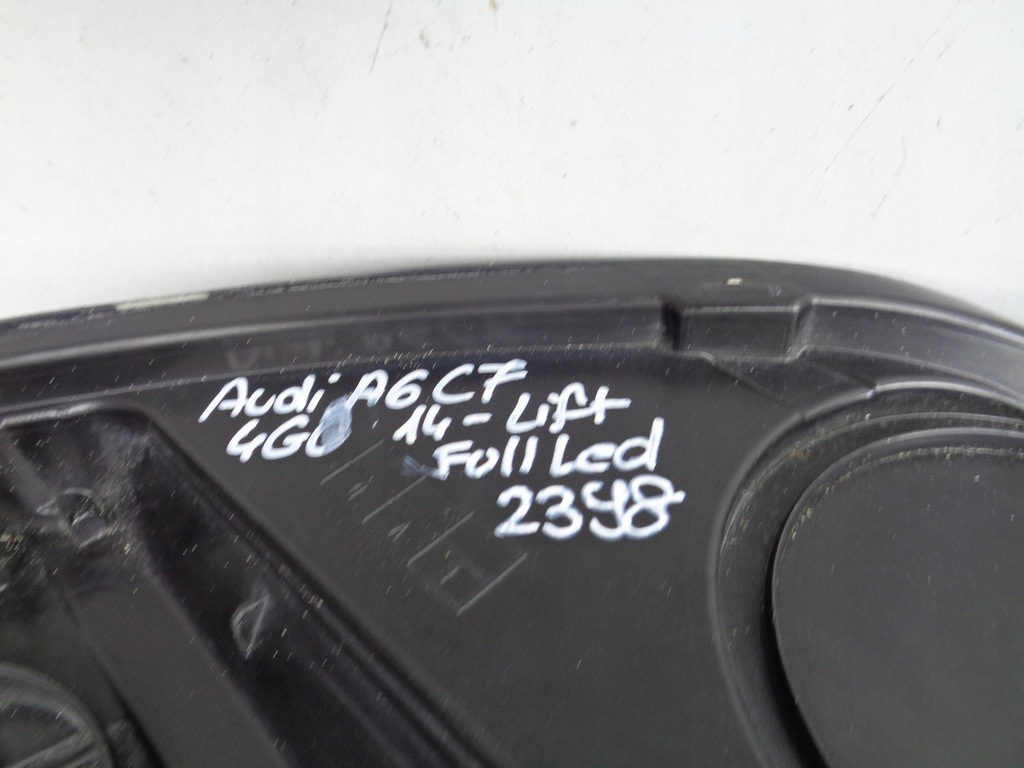 Audi A6 C7
4G0 14- Lift
Full Led
2398